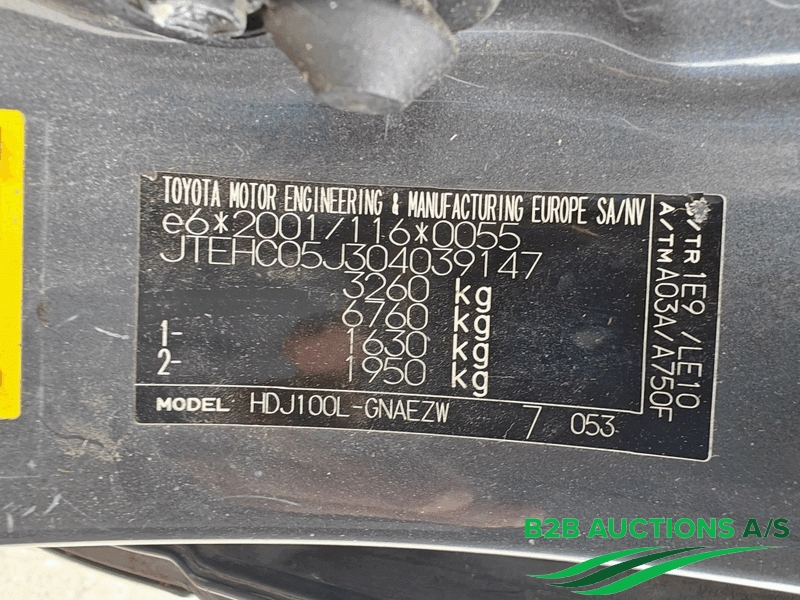 TOYOTA MOTOR ENGINEERING & MANUFACTURING EUROPE SA/NV
e6*2001/116*0055
JTEHC05J304039147
3260 kg
6760 kg
1- 1630 kg
2- 1950 kg
MODEL HDJ100L-GNAEZW 7 053
/TR 1E9 /LE10
A/TM A03A/A750F
B2B AUCTIONS A/S